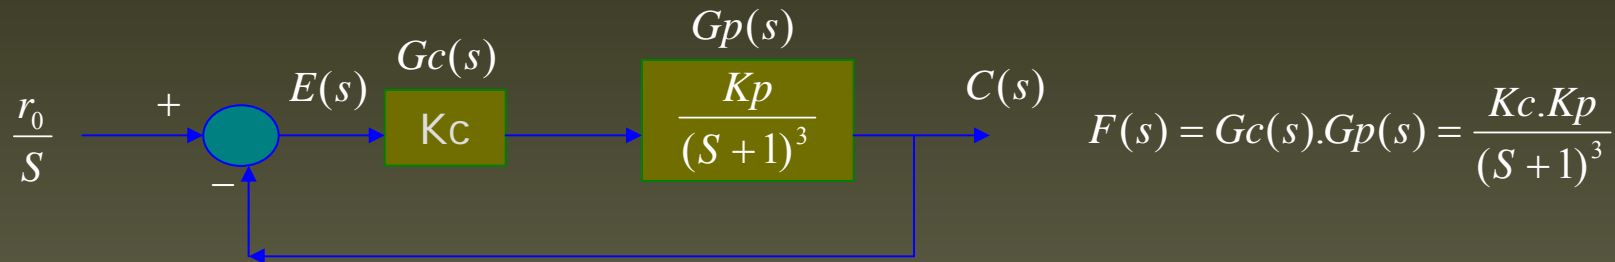 r₀/S
+
−
E(s)
Gc(s)
Kc
Gp(s)
Kp/(S + 1)³
C(s)
F(s) = Gc(s).Gp(s) = Kc.Kp/(S + 1)³